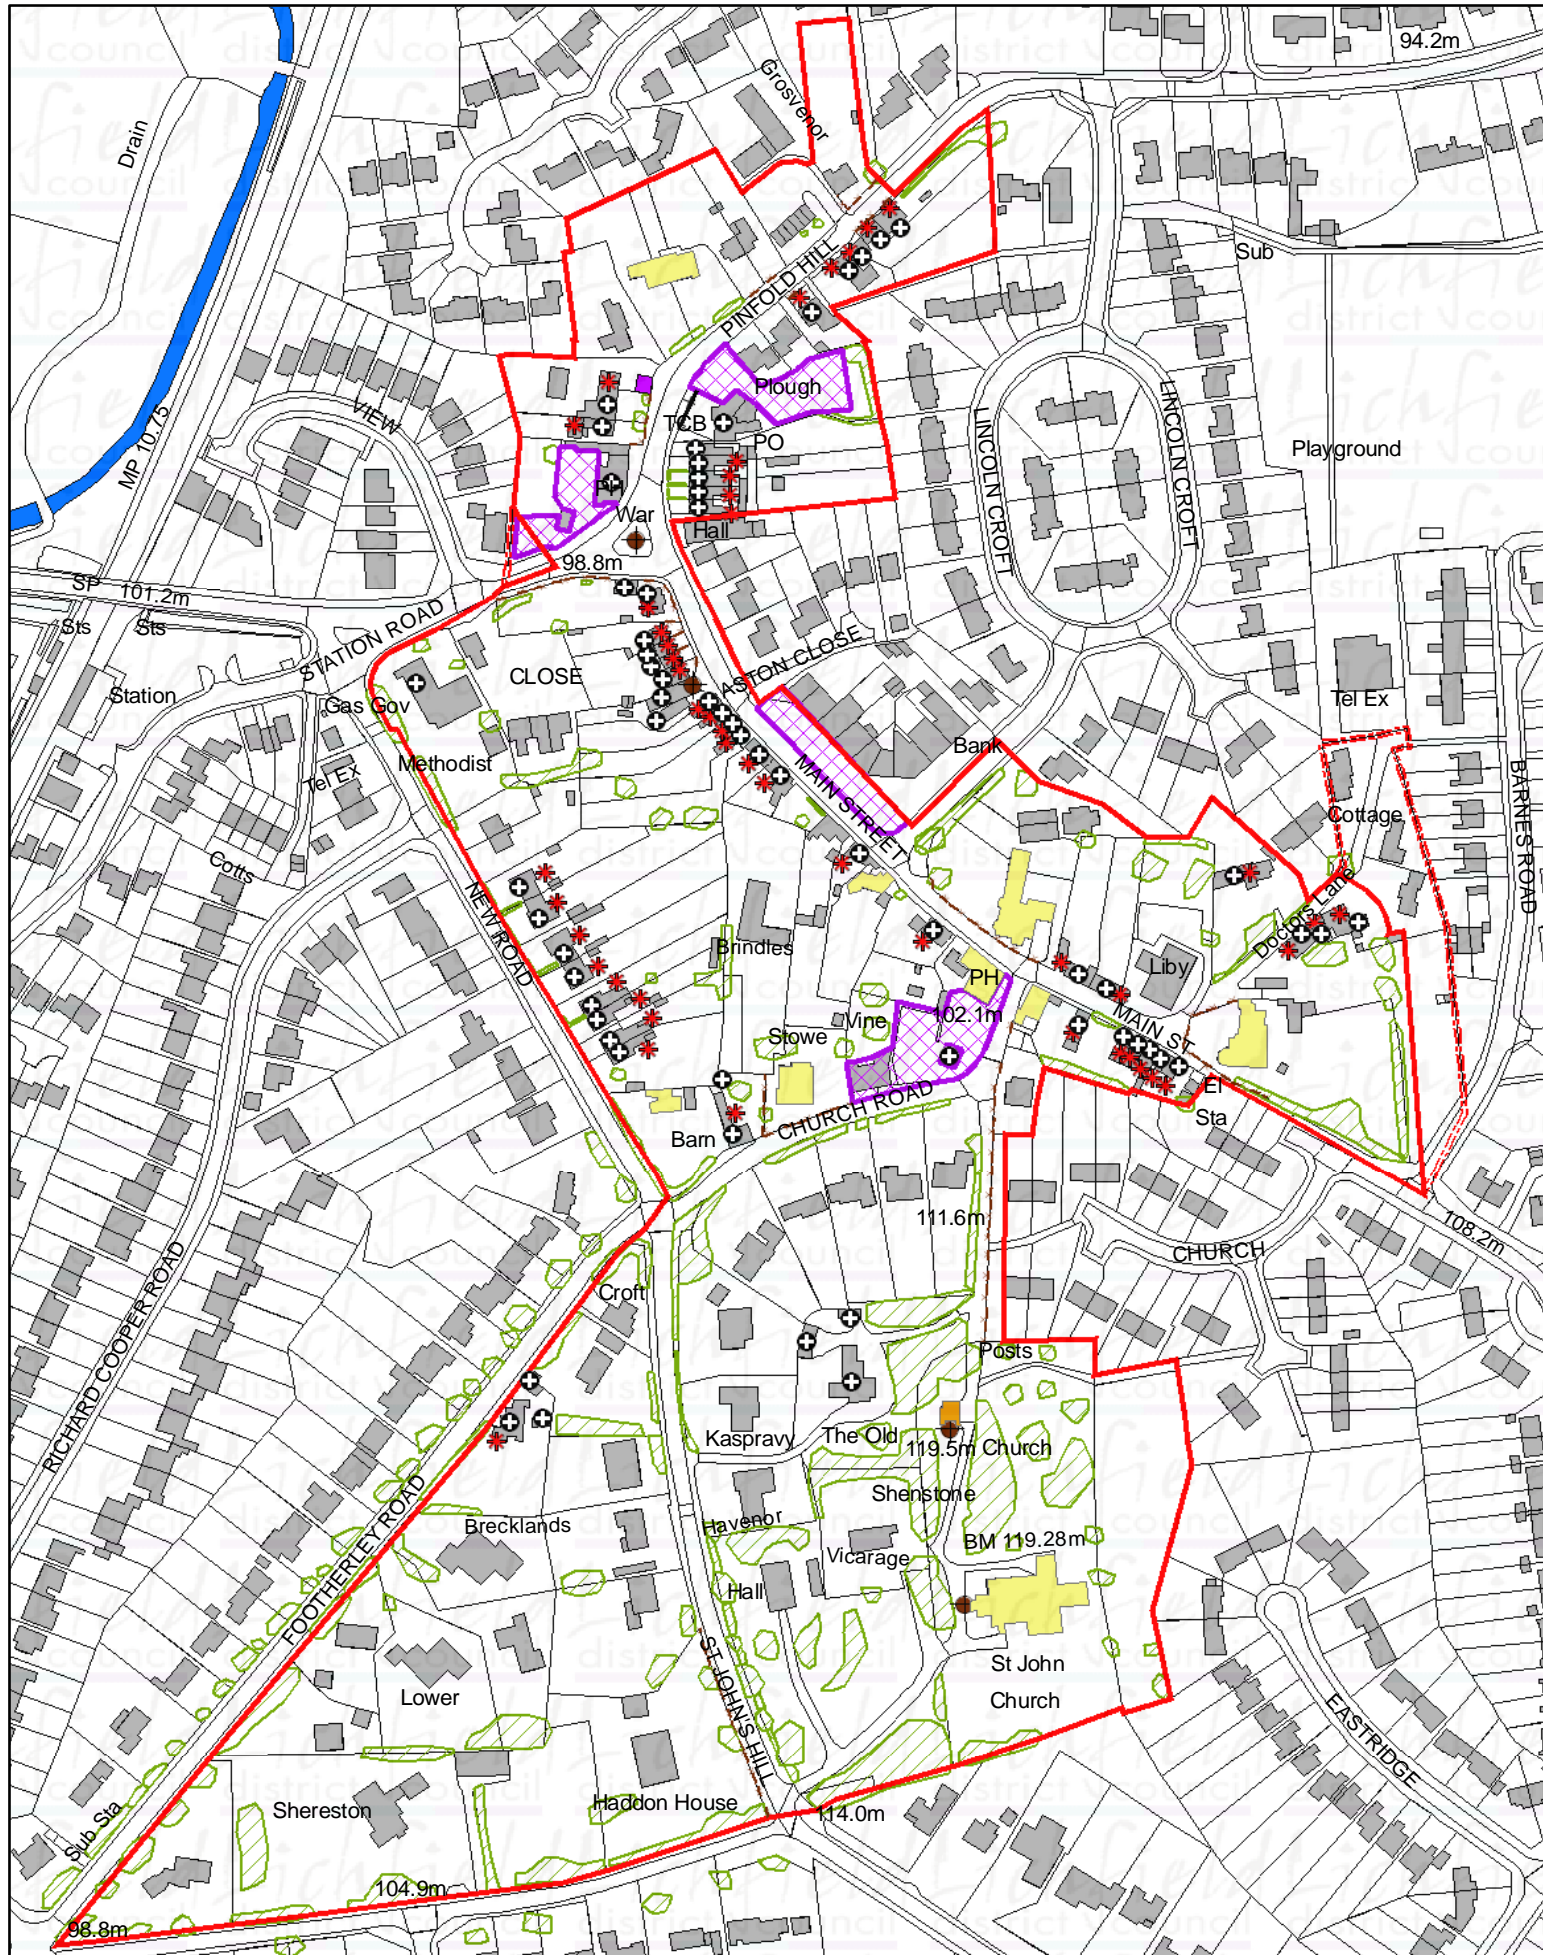 94.2m
Grosvenor
Drain
Sub
PINFOLD HILL
VIEW
MP 10.75
Plough
TCB
PO
LINCOLN CROFT
LINCOLN CROFT
Playground
PH
War
Hall
98.8m
SP
101.2m
Sts
Sts
STATION ROAD
CLOSE
ASTON CLOSE
Station
Gas Gov
Tel Ex
Bank
Methodist
Tel Ex
MAIN STREET
BARNES ROAD
Cottage
Cotts
NEW ROAD
Doctors Lane
Brindles
PH
Liby
Vine
102.1m
MAIN ST
Stowe
El
Sta
CHURCH ROAD
Barn
111.6m
108.2m
CHURCH
Croft
RICHARD COOPER ROAD
Posts
Kaspravy
The Old
119.5m
Church
Shenstone
FOOTHERLEY ROAD
Brecklands
Havenor
BM 119.28m
Vicarage
Hall
St John
Church
ST JOHN'S HILL
Lower
EASTRIDGE
Shereston
Haddon House
114.0m
Sub Sta
104.9m
98.8m